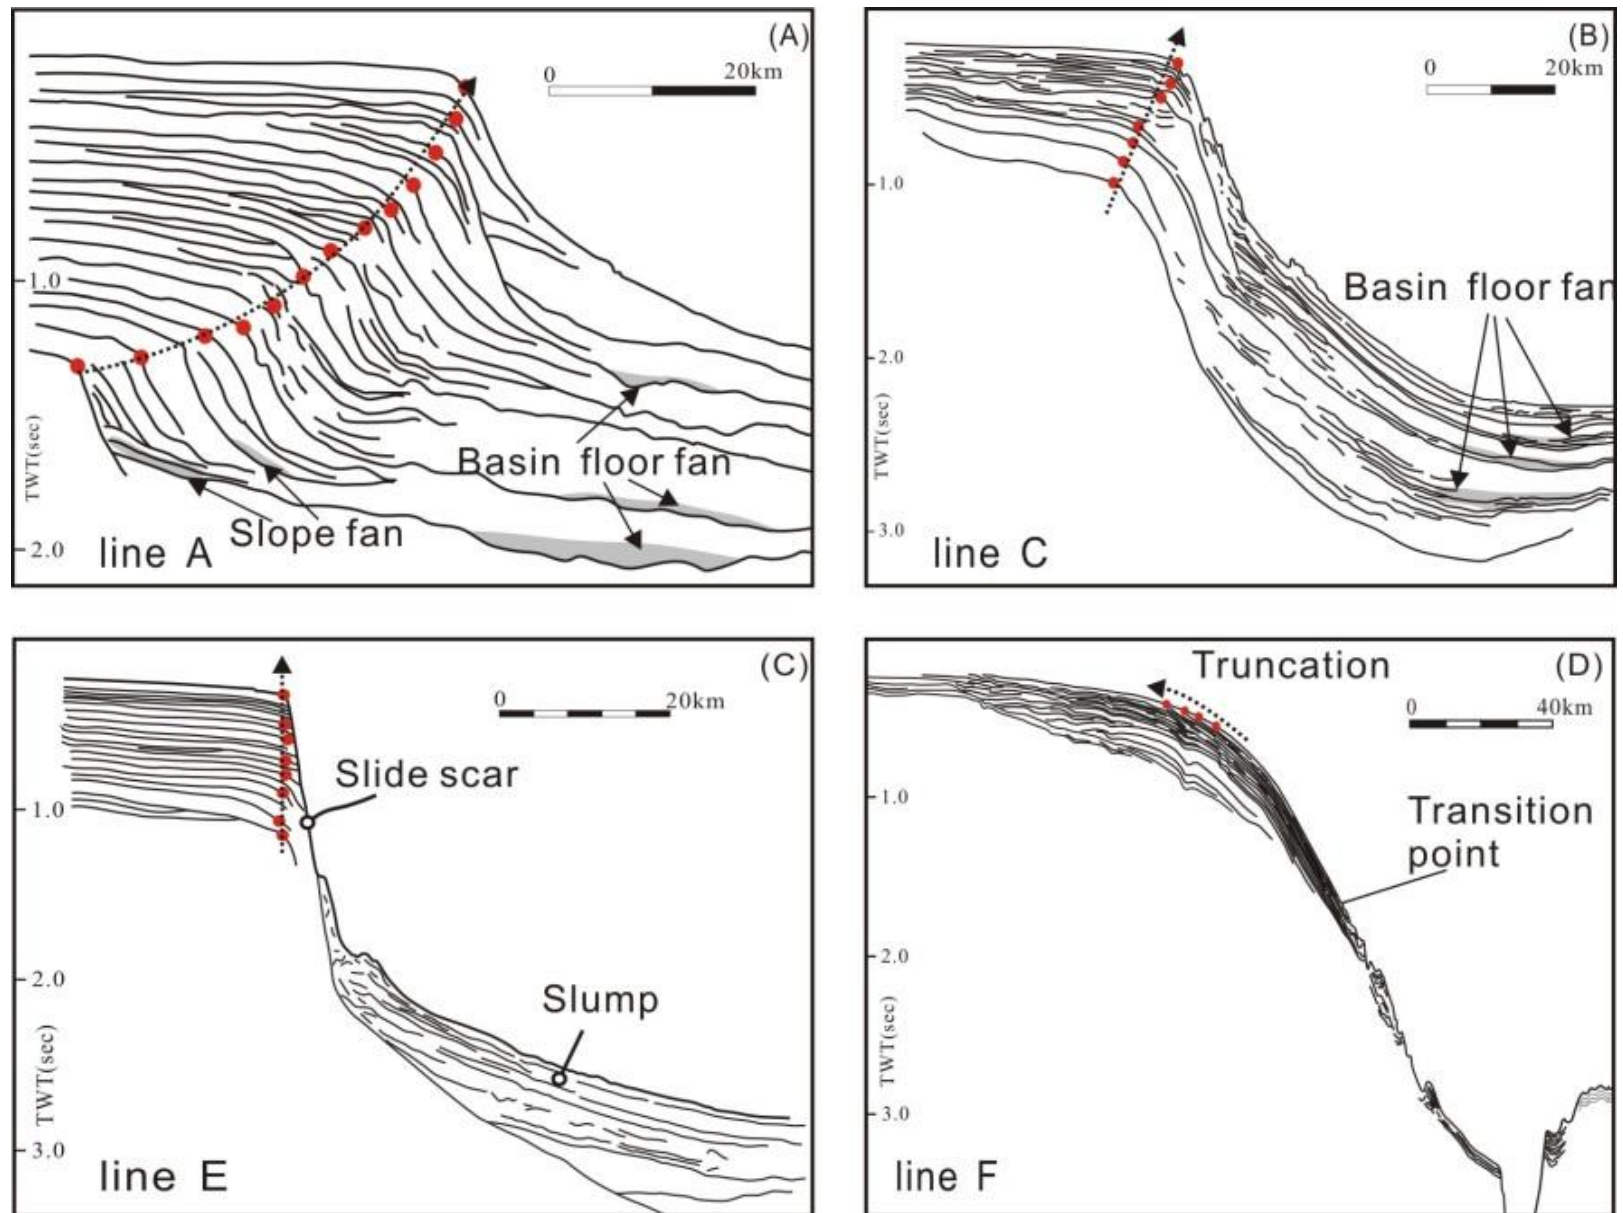 (A)
0 20km
1.0
TWT(sec)
Basin floor fan
Slope fan
2.0
line A
(B)
0 20km
1.0
Basin floor fan
2.0
TWT(sec)
3.0
line C
(C)
0 20km
Slide scar
1.0
2.0
Slump
TWT(sec)
3.0
line E
Truncation
(D)
0 40km
1.0
Transition
point
2.0
TWT(sec)
3.0
line F